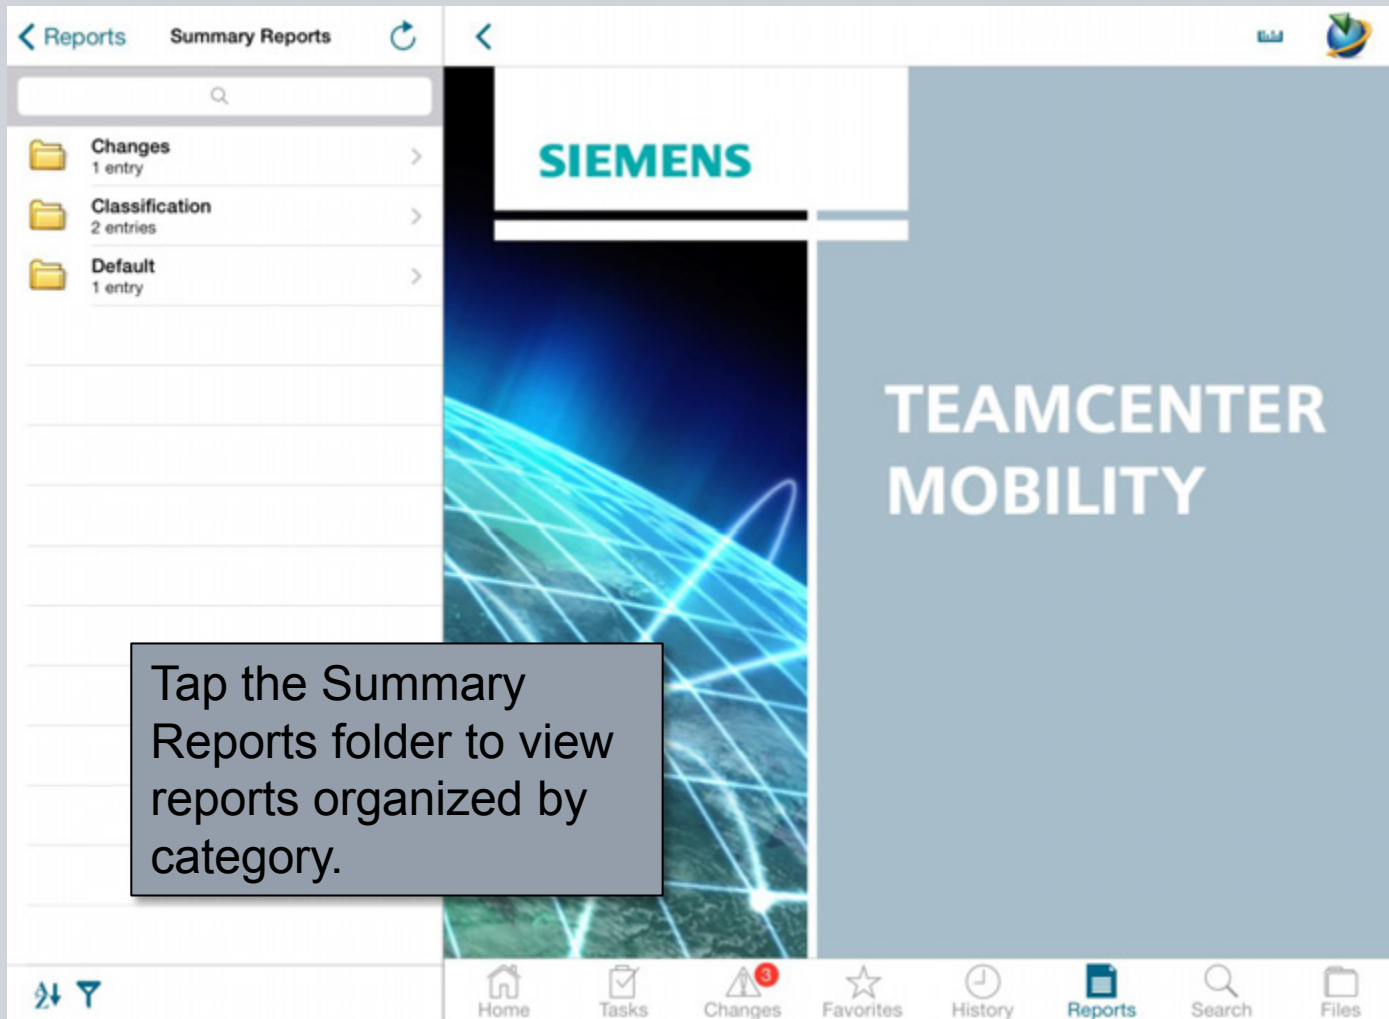 Reports Summary Reports
Changes
1 entry
Classification
2 entries
Default
1 entry
SIEMENS
TEAMCENTER
MOBILITY
Tap the Summary
Reports folder to view
reports organized by
category.
3
Home Tasks Changes Favorites History Reports Search Files